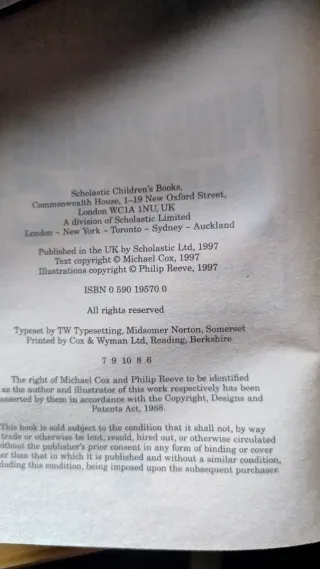 Scholastic Children's Books,
Commonwealth House, 1–19 New Oxford Street,
London WC1A 1NU, UK
A division of Scholastic Limited
London ~ New York ~ Toronto ~ Sydney ~ Auckland
Published in the UK by Scholastic Ltd, 1997
Text copyright © Michael Cox, 1997
Illustrations copyright © Philip Reeve, 1997
ISBN 0 590 19570 0
All rights reserved
Typeset by TW Typesetting, Midsomer Norton, Somerset
Printed by Cox & Wyman Ltd, Reading, Berkshire
7 9 10 8 6
The right of Michael Cox and Philip Reeve to be identified
as the author and illustrator of this work respectively has been
asserted by them in accordance with the Copyright, Designs and
Patents Act, 1988.
This book is sold subject to the condition that it shall not, by way
trade or otherwise be lent, resold, hired out, or otherwise circulated
without the publisher's prior consent in any form of binding or cover
er than that in which it is published and without a similar condition,
cluding this condition, being imposed upon the subsequent purchaser.